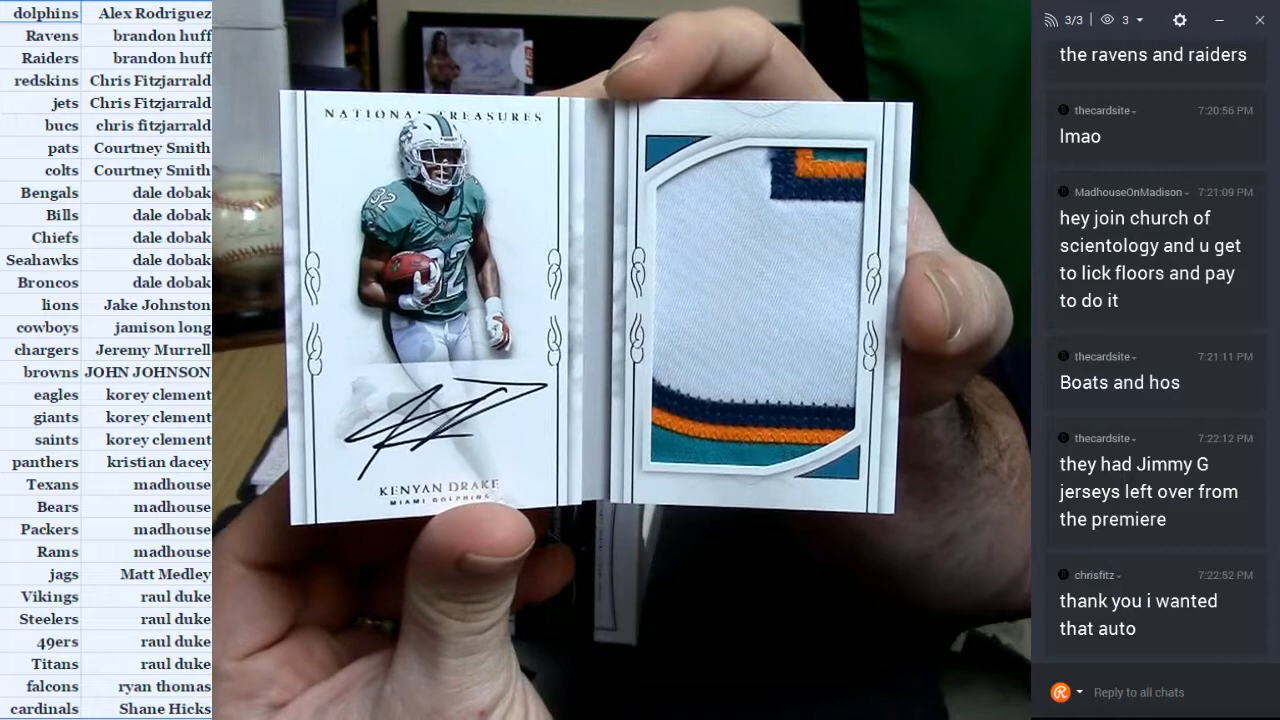 dolphins Alex Rodriguez
Ravens brandon huff
Raiders brandon huff
redskins Chris Fitzjarrald
jets Chris Fitzjarrald
bucs chris fitzjarrald
pats Courtney Smith
colts Courtney Smith
Bengals dale dobak
Bills dale dobak
Chiefs dale dobak
Seahawks dale dobak
Broncos dale dobak
lions Jake Johnston
cowboys jamison long
chargers Jeremy Murrell
browns JOHN JOHNSON
eagles korey clement
giants korey clement
saints korey clement
panthers kristian dacey
Texans madhouse
Bears madhouse
Packers madhouse
Rams madhouse
jags Matt Medley
Vikings raul duke
Steelers raul duke
49ers raul duke
Titans raul duke
falcons ryan thomas
cardinals Shane Hicks
NATIONAL TREASURES
32
32
KENYAN DRAKE
MIAMI DOLPHINS
3/3 3
the ravens and raiders
thecardsite 7:20:56 PM
lmao
MadhouseOnMadison 7:21:09 PM
hey join church of
scientology and u get
to lick floors and pay
to do it
thecardsite 7:21:11 PM
Boats and hos
thecardsite 7:22:12 PM
they had Jimmy G
jerseys left over from
the premiere
chrisfitz 7:22:52 PM
thank you i wanted
that auto
Reply to all chats